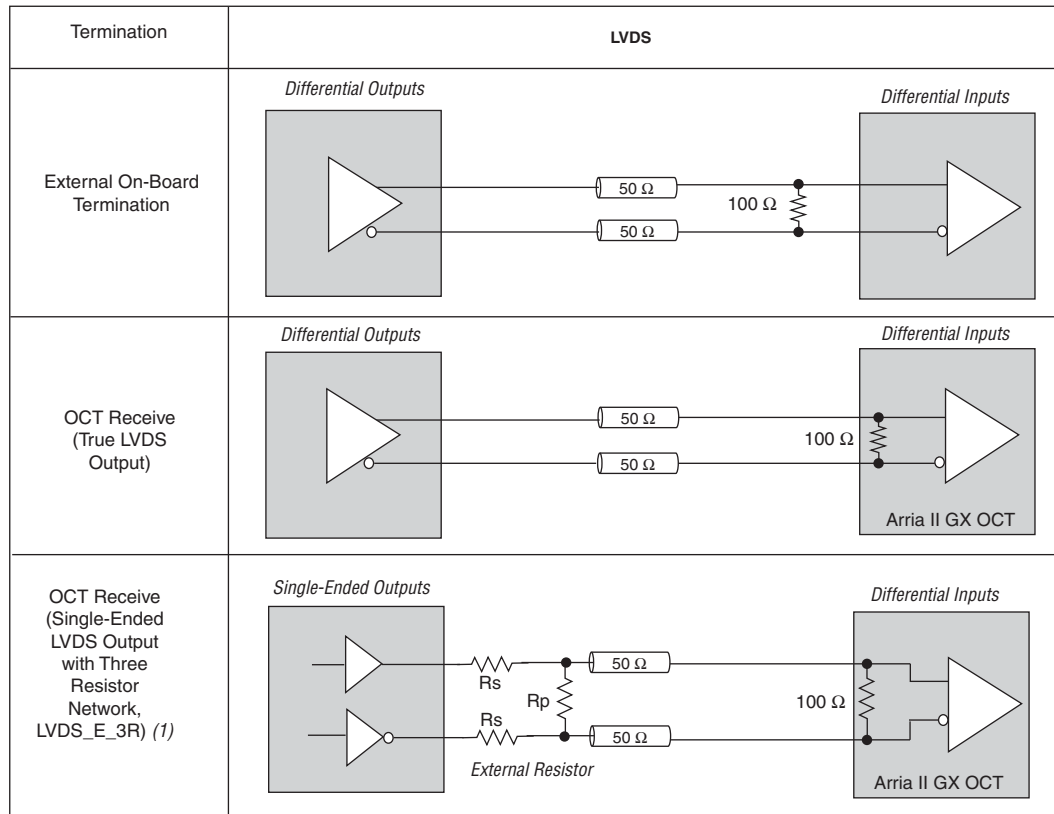 Termination
LVDS
External On-Board
Termination
Differential Outputs
Differential Inputs
50 Ω
100 Ω
50 Ω
OCT Receive
(True LVDS
Output)
Differential Outputs
Differential Inputs
50 Ω
100 Ω
50 Ω
Arria II GX OCT
OCT Receive
(Single-Ended
LVDS Output
with Three
Resistor
Network,
LVDS_E_3R) (1)
Single-Ended Outputs
Differential Inputs
50 Ω
Rs
Rp
100 Ω
Rs
50 Ω
External Resistor
Arria II GX OCT